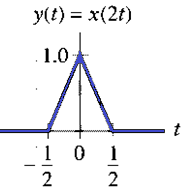 y(t) = x(2t)
1.0
t
-1/2 0 1/2